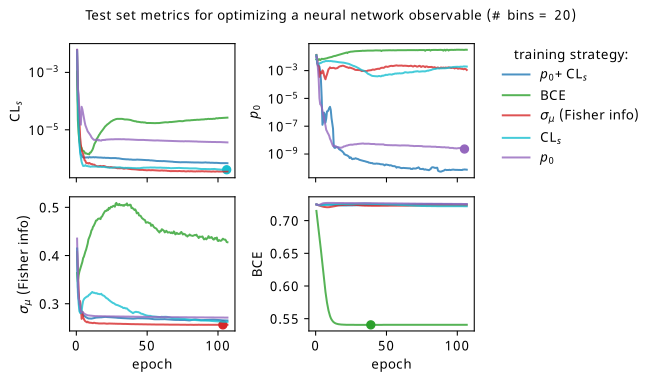 Test set metrics for optimizing a neural network observable (# bins = 20)
training strategy:
p₀+ CLₛ
BCE
σ_μ (Fisher info)
CLₛ
p₀
CLₛ
10⁻³
10⁻⁵
p₀
10⁻³
10⁻⁵
10⁻⁷
10⁻⁹
σ_μ (Fisher info)
0.5
0.4
0.3
0 50 100
epoch
BCE
0.70
0.65
0.60
0.55
0 50 100
epoch